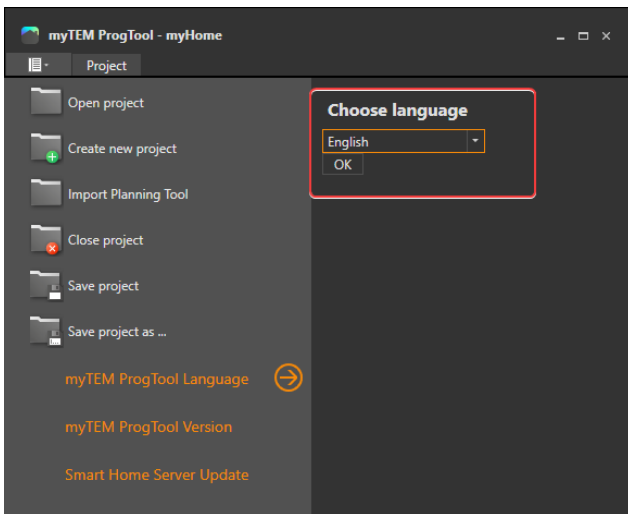 myTEM ProgTool - myHome
Project
Open project
Create new project
Import Planning Tool
Close project
Save project
Save project as ...
myTEM ProgTool Language
myTEM ProgTool Version
Smart Home Server Update
Choose language
English
OK